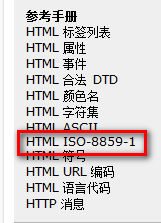 参考手册
HTML 标签列表
HTML 属性
HTML 事件
HTML 合法 DTD
HTML 颜色名
HTML 字符集
HTML ASCII
HTML ISO-8859-1
HTML 符号
HTML URL 编码
HTML 语言代码
HTTP 消息